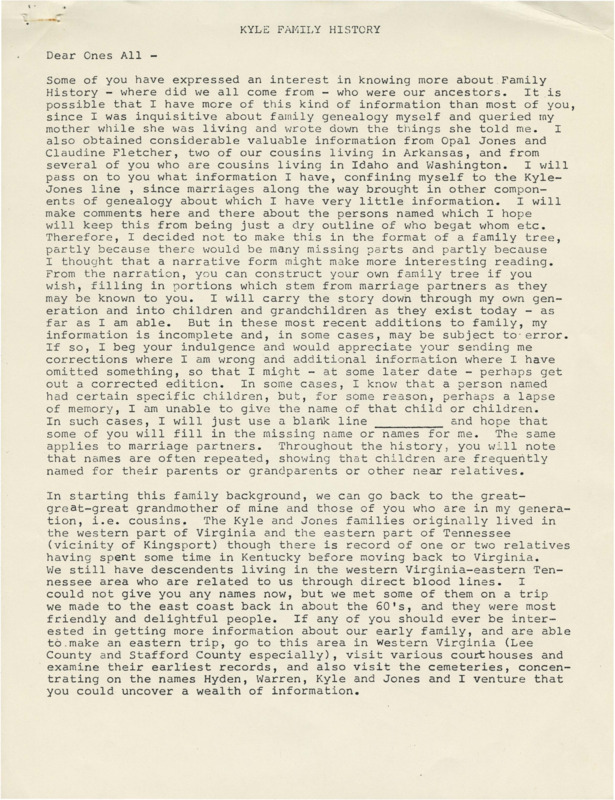 KYLE FAMILY HISTORY
Dear Ones All -
Some of you have expressed an interest in knowing more about Family
History - where did we all come from - who were our ancestors.  It is
possible that I have more of this kind of information than most of you,
since I was inquisitive about family genealogy myself and queried my
mother while she was living and wrote down the things she told me.  I
also obtained considerable valuable information from Opal Jones and
Claudine Fletcher, two of our cousins living in Arkansas, and from
several of you who are cousins living in Idaho and Washington.  I will
pass on to you what information I have, confining myself to the Kyle-
Jones line , since marriages along the way brought in other compon-
ents of genealogy about which I have very little information.  I will
make comments here and there about the persons named which I hope
will keep this from being just a dry outline of who begat whom etc.
Therefore, I decided not to make this in the format of a family tree,
partly because there would be many missing parts and partly because
I thought that a narrative form might make more interesting reading.
From the narration, you can construct your own family tree if you
wish, filling in portions which stem from marriage partners as they
may be known to you.  I will carry the story down through my own gen-
eration and into children and grandchildren as they exist today - as
far as I am able.  But in these most recent additions to family, my
information is incomplete and, in some cases, may be subject to error.
If so, I beg your indulgence and would appreciate your sending me
corrections where I am wrong and additional information where I have
omitted something, so that I might - at some later date - perhaps get
out a corrected edition.  In some cases, I know that a person named
had certain specific children, but, for some reason, perhaps a lapse
of memory, I am unable to give the name of that child or children.
In such cases, I will just use a blank line ________ and hope that
some of you will fill in the missing name or names for me.  The same
applies to marriage partners.  Throughout the history, you will note
that names are often repeated, showing that children are frequently
named for their parents or grandparents or other near relatives.
In starting this family background, we can go back to the great-
great-great grandmother of mine and those of you who are in my genera-
tion, i.e. cousins.  The Kyle and Jones families originally lived in
the western part of Virginia and the eastern part of Tennessee
(vicinity of Kingsport) though there is record of one or two relatives
having spent some time in Kentucky before moving back to Virginia.
We still have descendents living in the western Virginia-eastern Ten-
nessee area who are related to us through direct blood lines.  I
could not give you any names now, but we met some of them on a trip
we made to the east coast back in about the 60's, and they were most
friendly and delightful people.  If any of you should ever be inter-
ested in getting more information about our early family, and are able
to make an eastern trip, go to this area in Western Virginia (Lee
County and Stafford County especially), visit various courthouses and
examine their earliest records, and also visit the cemeteries, concen-
trating on the names Hyden, Warren, Kyle and Jones and I venture that
you could uncover a wealth of information.